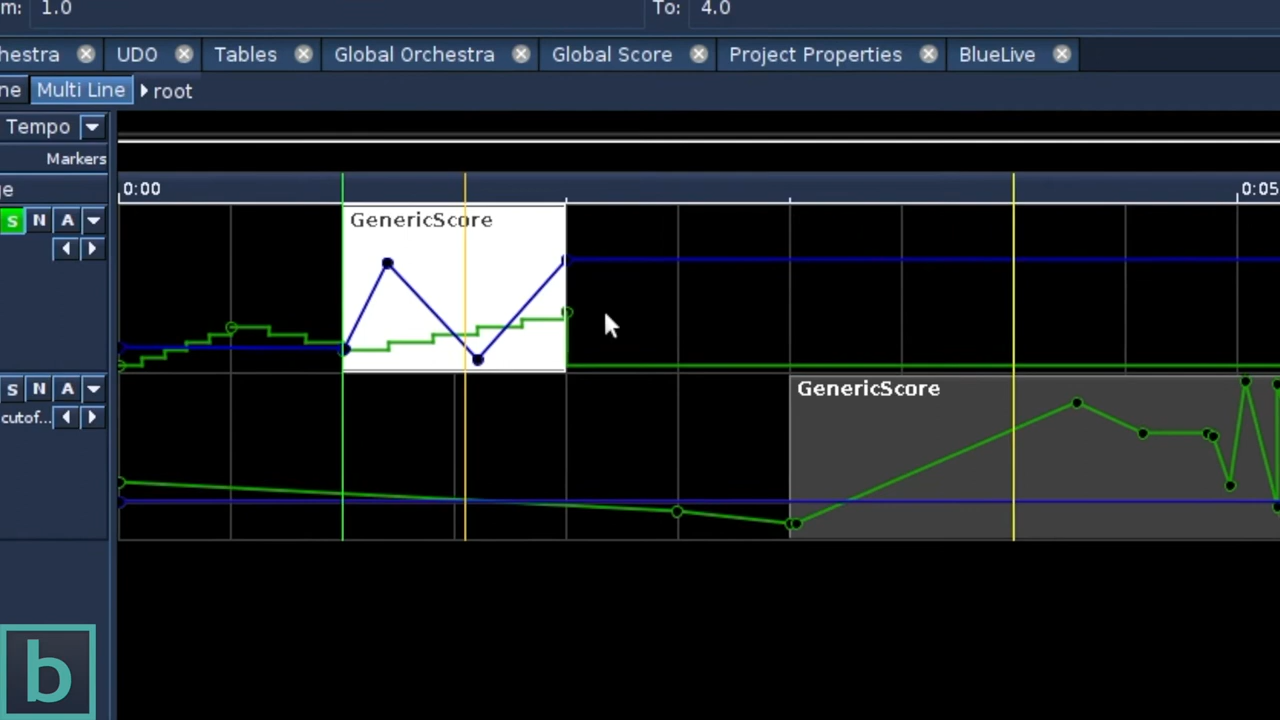 m: 1.0 To: 4.0
hestra UDO Tables Global Orchestra Global Score Project Properties BlueLive
ne Multi Line root
Tempo
Markers
e 0:00 0:05
S N A GenericScore
S N A GenericScore
cutof...
b